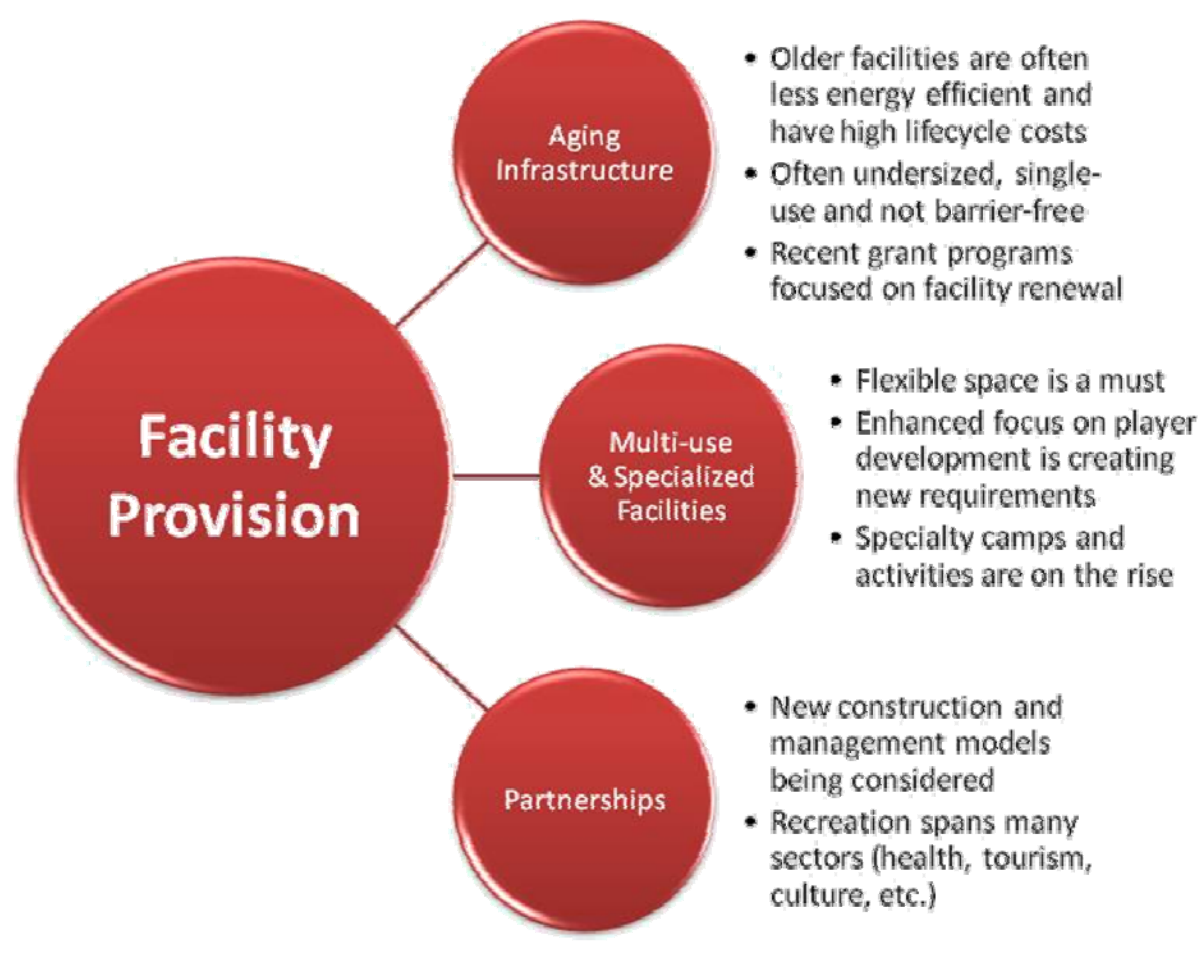 Facility
Provision
Aging
Infrastructure
• Older facilities are often
less energy efficient and
have high lifecycle costs
• Often undersized, single-
use and not barrier-free
• Recent grant programs
focused on facility renewal
Multi-use
& Specialized
Facilities
• Flexible space is a must
• Enhanced focus on player
development is creating
new requirements
• Specialty camps and
activities are on the rise
Partnerships
• New construction and
management models
being considered
• Recreation spans many
sectors (health, tourism,
culture, etc.)